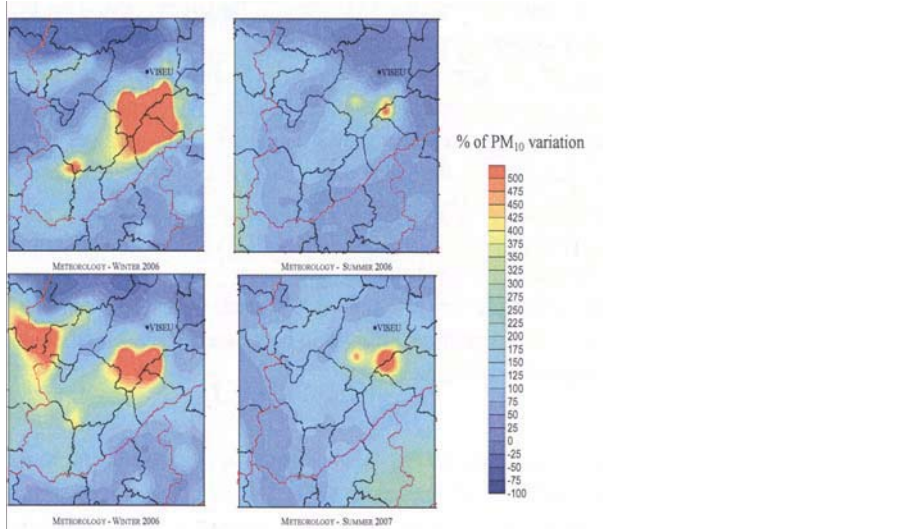 VISEU
VISEU
METEOROLOGY - WINTER 2006
METEOROLOGY - SUMMER 2006
VISEU
VISEU
METEOROLOGY - WINTER 2006
METEOROLOGY - SUMMER 2007
% of PM10 variation
500
475
450
425
400
375
350
325
300
275
250
225
200
175
150
125
100
75
50
25
0
-25
-50
-75
-100